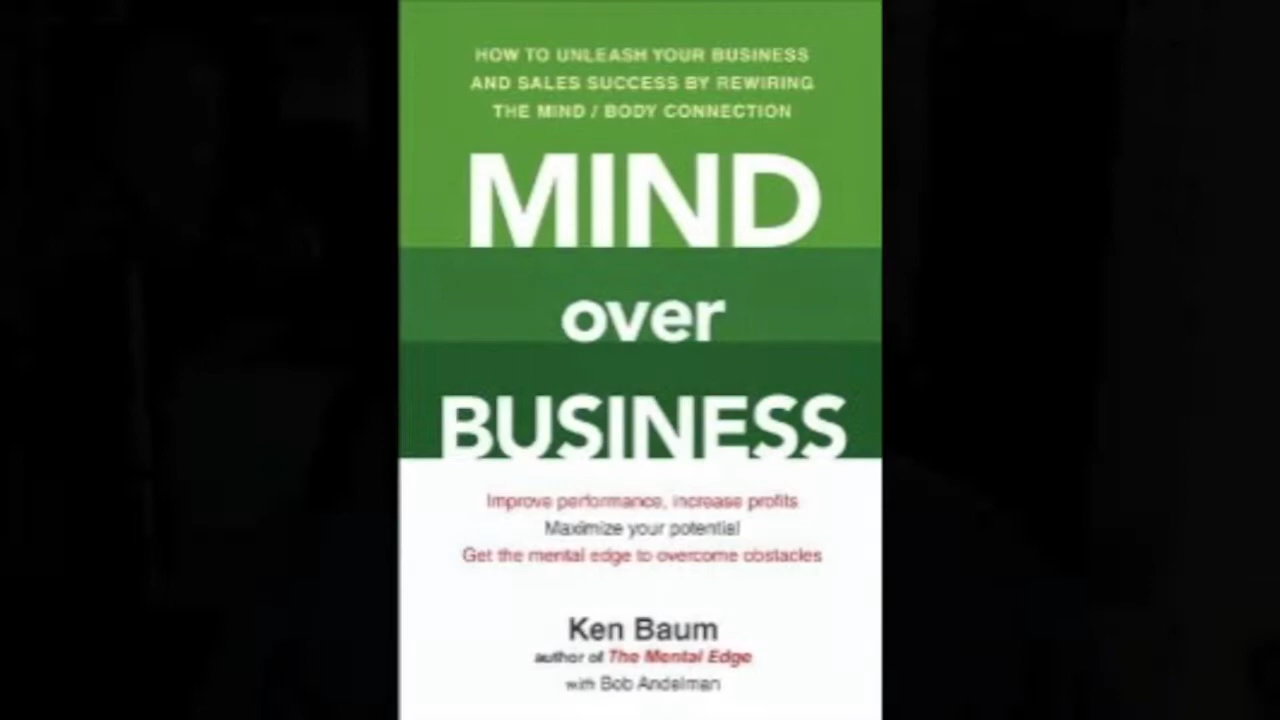 HOW TO UNLEASH YOUR BUSINESS
AND SALES SUCCESS BY REWIRING
THE MIND / BODY CONNECTION
MIND
over
BUSINESS
Improve performance, increase profits
Maximize your potential
Get the mental edge to overcome obstacles
Ken Baum
author of The Mental Edge
with Bob Andelman